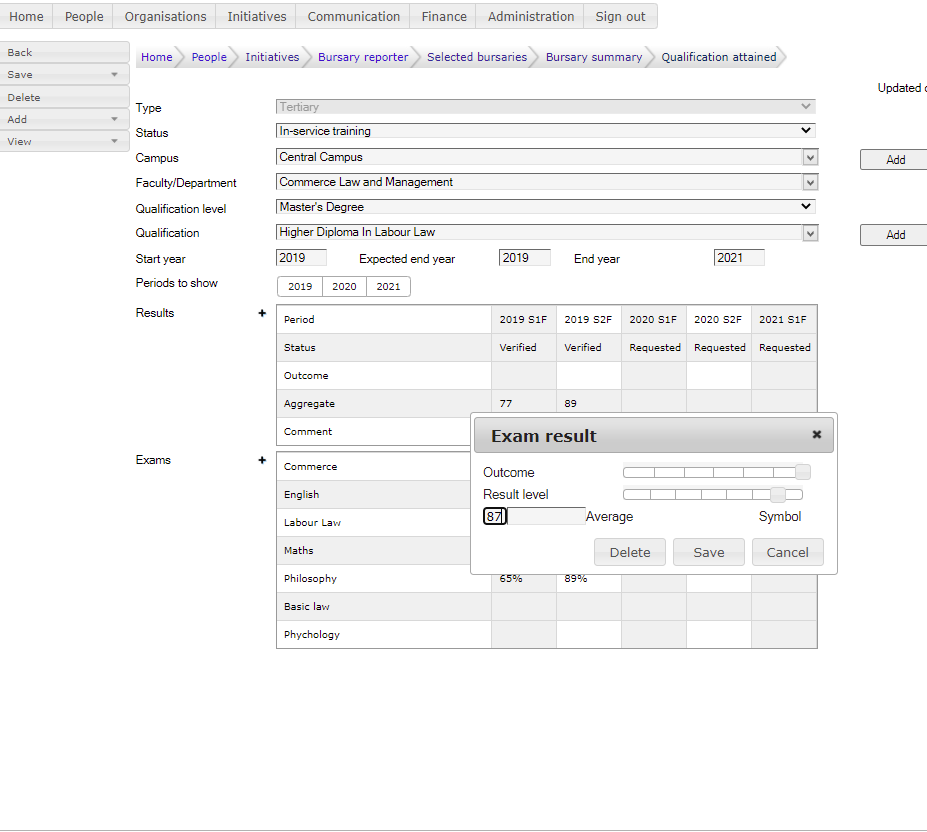 Home People Organisations Initiatives Communication Finance Administration Sign out
Back
Save
Delete
Add
View
Home People Initiatives Bursary reporter Selected bursaries Bursary summary Qualification attained
Updated
Type Tertiary
Status In-service training
Campus Central Campus
Add
Faculty/Department Commerce Law and Management
Qualification level Master's Degree
Qualification Higher Diploma In Labour Law
Add
Start year 2019 Expected end year 2019 End year 2021
Periods to show 2019 2020 2021
Results + Period 2019 S1F 2019 S2F 2020 S1F 2020 S2F 2021 S1F
Status Verified Verified Requested Requested Requested
Outcome
Aggregate 77 89
Comment
Exams + Commerce
English
Labour Law
Maths
Philosophy 65% 89%
Basic law
Phychology
Exam result
Outcome
Result level
87 Average Symbol
Delete Save Cancel